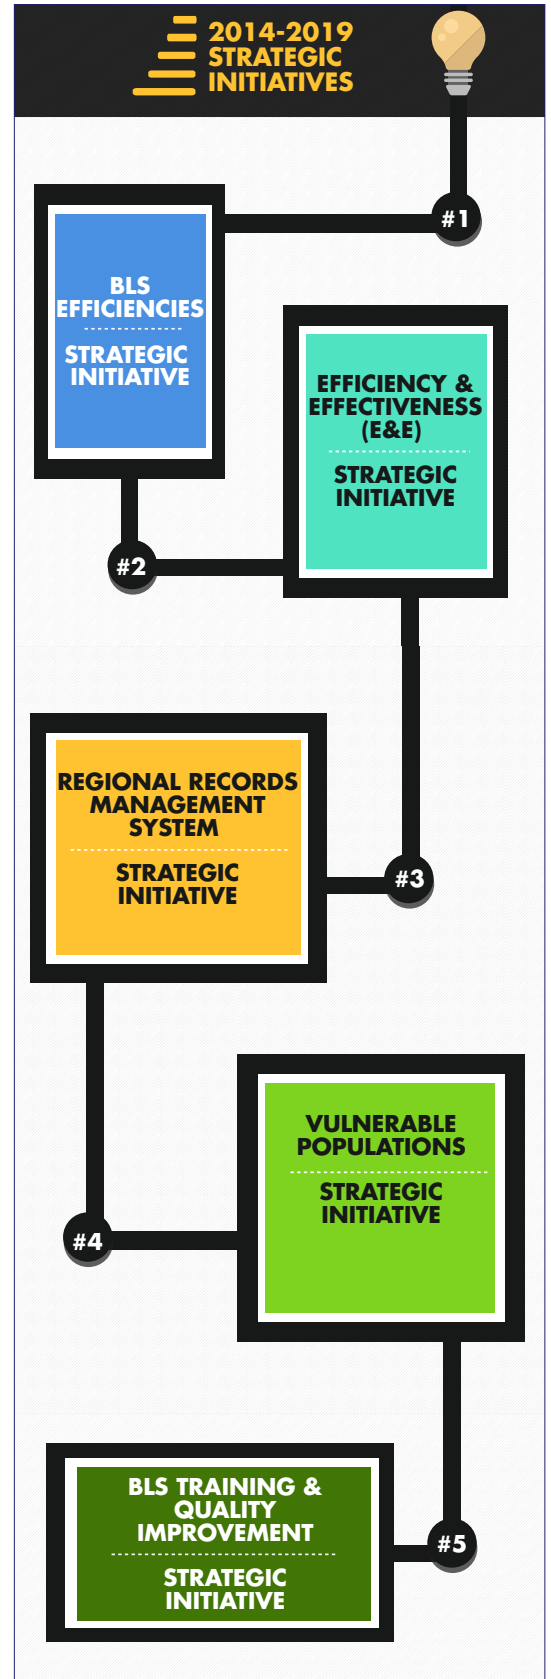 2014-2019
STRATEGIC
INITIATIVES
#1
BLS
EFFICIENCIES
STRATEGIC
INITIATIVE
#2
EFFICIENCY &
EFFECTIVENESS
(E&E)
STRATEGIC
INITIATIVE
#3
REGIONAL RECORDS
MANAGEMENT
SYSTEM
STRATEGIC
INITIATIVE
#4
VULNERABLE
POPULATIONS
STRATEGIC
INITIATIVE
#5
BLS TRAINING &
QUALITY
IMPROVEMENT
STRATEGIC
INITIATIVE